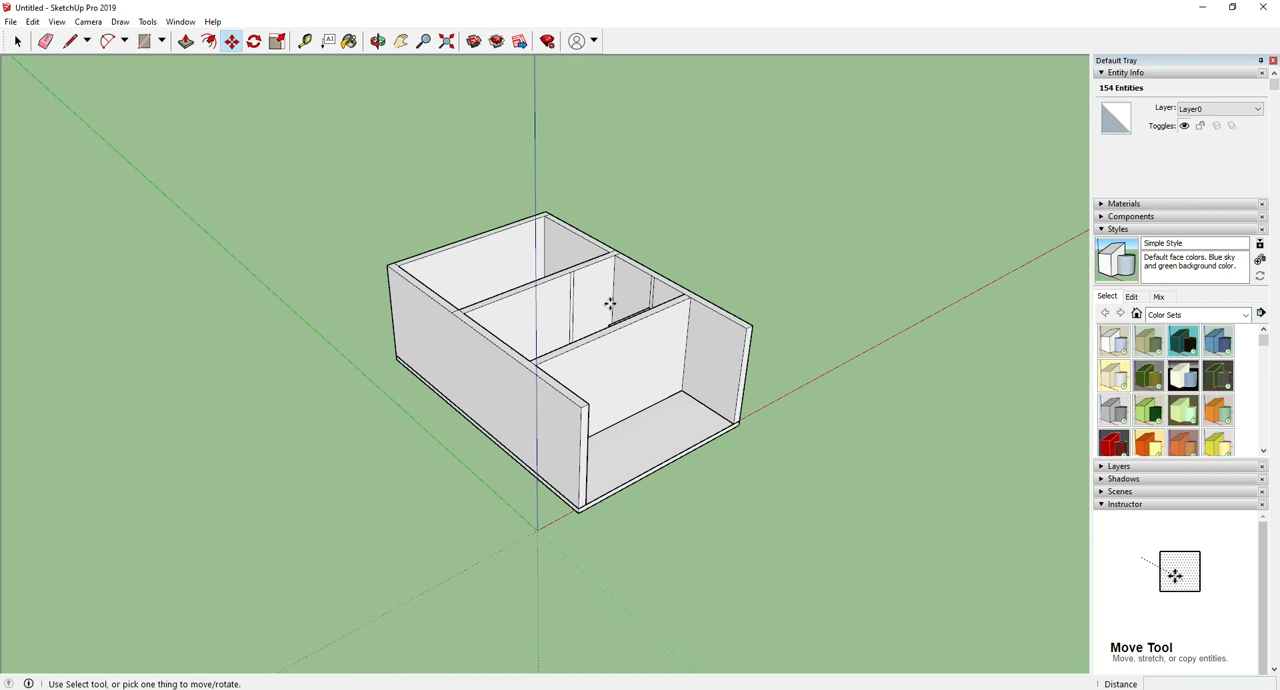 Untitled - SketchUp Pro 2019
File Edit View Camera Draw Tools Window Help
Default Tray
Entity Info
154 Entities
Layer: Layer0
Toggles:
Materials
Components
Styles
Simple Style
Default face colors. Blue sky
and green background color.
Select Edit Mix
Color Sets
Layers
Shadows
Scenes
Instructor
Move Tool
Move, stretch, or copy entities.
Use Select tool, or pick one thing to move/rotate.
Distance